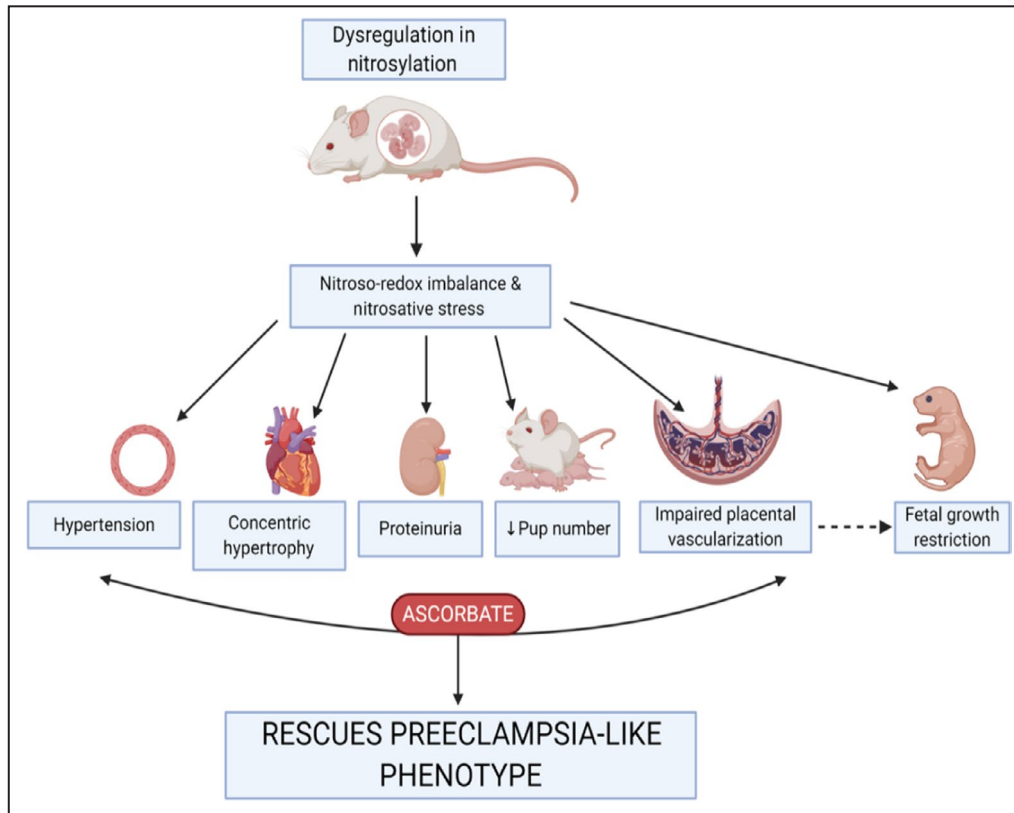 Dysregulation in
nitrosylation
Nitroso-redox imbalance &
nitrosative stress
Hypertension
Concentric
hypertrophy
Proteinuria
↓Pup number
Impaired placental
vascularization
Fetal growth
restriction
ASCORBATE
RESCUES PREECLAMPSIA-LIKE
PHENOTYPE